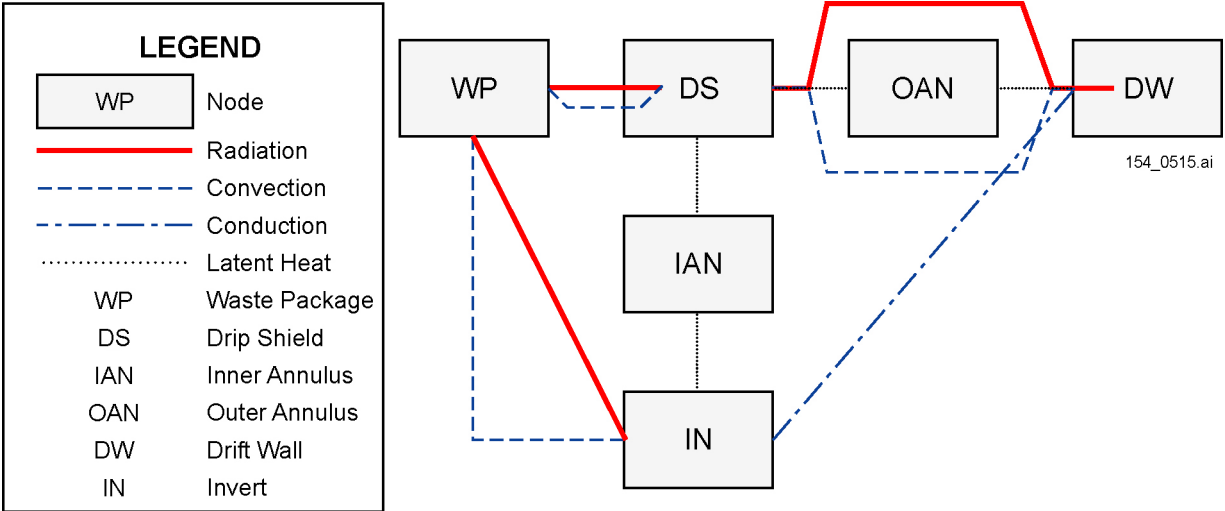 LEGEND
WP Node
Radiation
Convection
Conduction
Latent Heat
WP Waste Package
DS Drip Shield
IAN Inner Annulus
OAN Outer Annulus
DW Drift Wall
IN Invert
WP DS OAN DW
154_0515.ai
IAN
IN